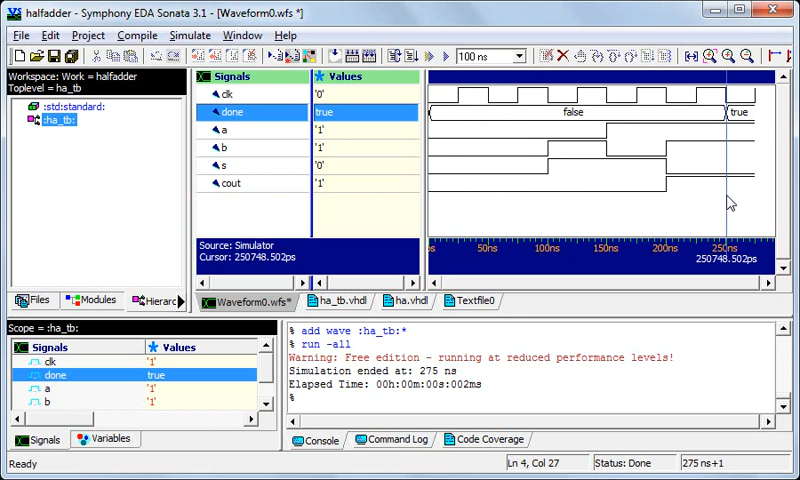 halfadder - Symphony EDA Sonata 3.1 - [Waveform0.wfs *]
File Edit Project Compile Simulate Window Help
100 ns
Workspace: Work = halfadder
Toplevel = ha_tb
:std:standard:
:ha_tb:
Files Modules Hierarc
Signals Values
clk '0'
done true
a '1'
b '1'
s '0'
cout '1'
false true
Source: Simulator
Cursor: 250748.502ps
ps 50ns 100ns 150ns 200ns 250ns
250748.502ps
Waveform0.wfs* ha_tb.vhdl ha.vhdl Textfile0
Scope = :ha_tb:
Signals Values
clk '1'
done true
a '1'
b '1'
Signals Variables
% add wave :ha_tb:*
% run -all
Warning: Free edition - running at reduced performance levels!
Simulation ended at: 275 ns
Elapsed Time: 00h:00m:00s:002ms
%
Console Command Log Code Coverage
Ready Ln 4, Col 27 Status: Done 275 ns+1